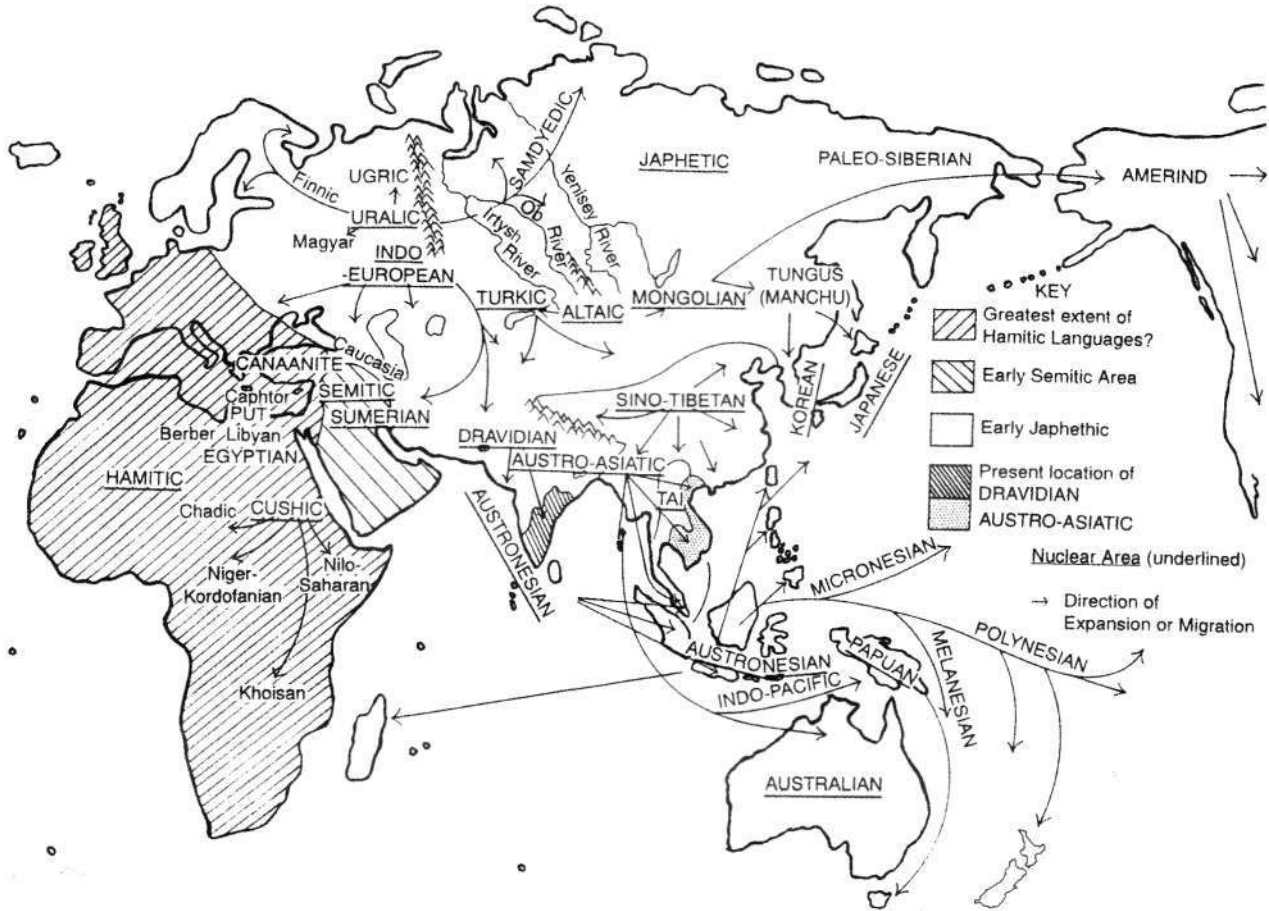 SAMDYEDIC
JAPHETIC
PALEO-SIBERIAN
AMERIND
UGRIC
Finnic
Yenisey
River
Ob
River
URALIC
Irtysh
River
Magyar
INDO
-EUROPEAN
TURKIC
ALTAIC
MONGOLIAN
TUNGUS
(MANCHU)
KOREAN
JAPANESE
Caucasia
CANAANITE
SEMITIC
SUMERIAN
Caphtor
PUT
Berber Libyan
EGYPTIAN
HAMITIC
CUSHIC
Chadic
Nilo-
Saharan
Niger-
Kordofanian
Khoisan
SINO-TIBETAN
DRAVIDIAN
AUSTRO-ASIATIC
TAI
AUSTRONESIAN
AUSTRONESIAN
INDO-PACIFIC
PAPUAN
MICRONESIAN
MELANESIAN
POLYNESIAN
AUSTRALIAN
KEY
Greatest extent of
Hamitic Languages?
Early Semitic Area
Early Japhethic
Present location of
DRAVIDIAN
AUSTRO-ASIATIC
Nuclear Area (underlined)
→ Direction of
Expansion or Migration